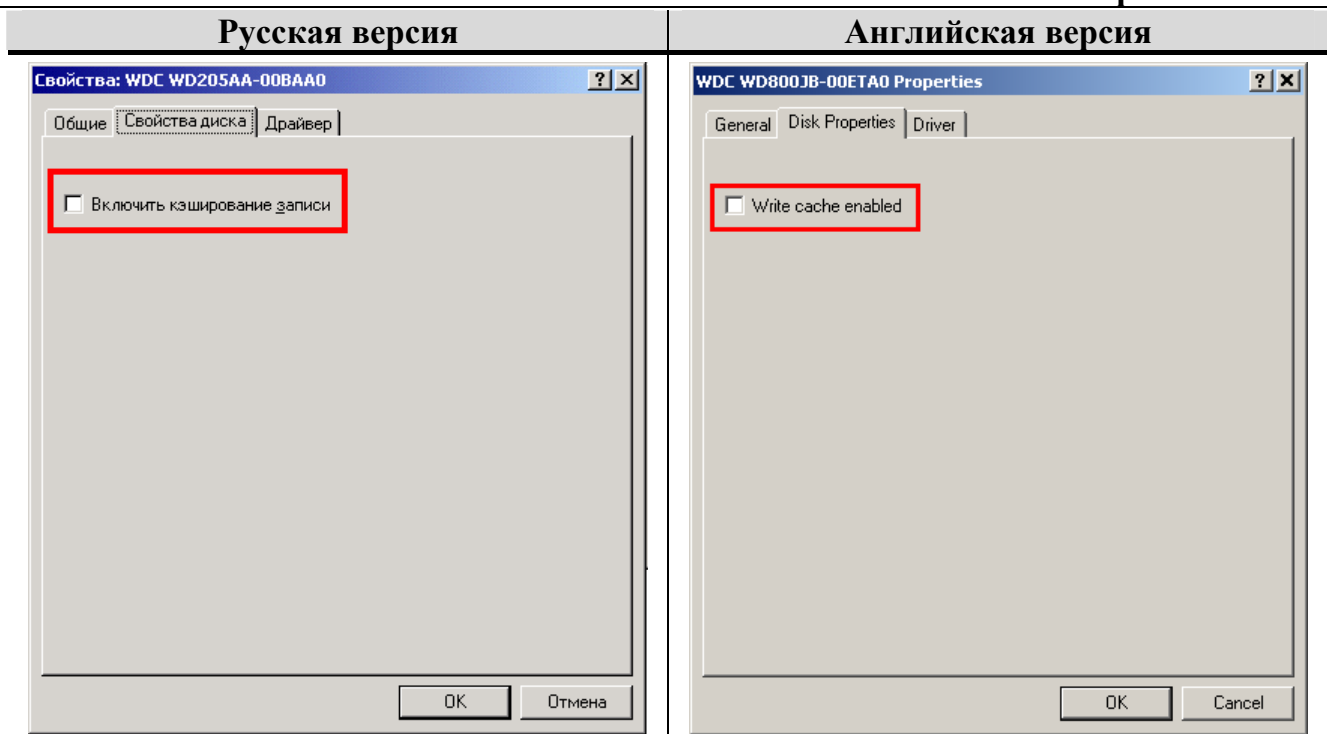 Русская версия
Английская версия
Свойства: WDC WD205AA-00BAA0
Общие Свойства диска Драйвер
Включить кэширование записи
OK Отмена
WDC WD800JB-00ETA0 Properties
General Disk Properties Driver
Write cache enabled
OK Cancel